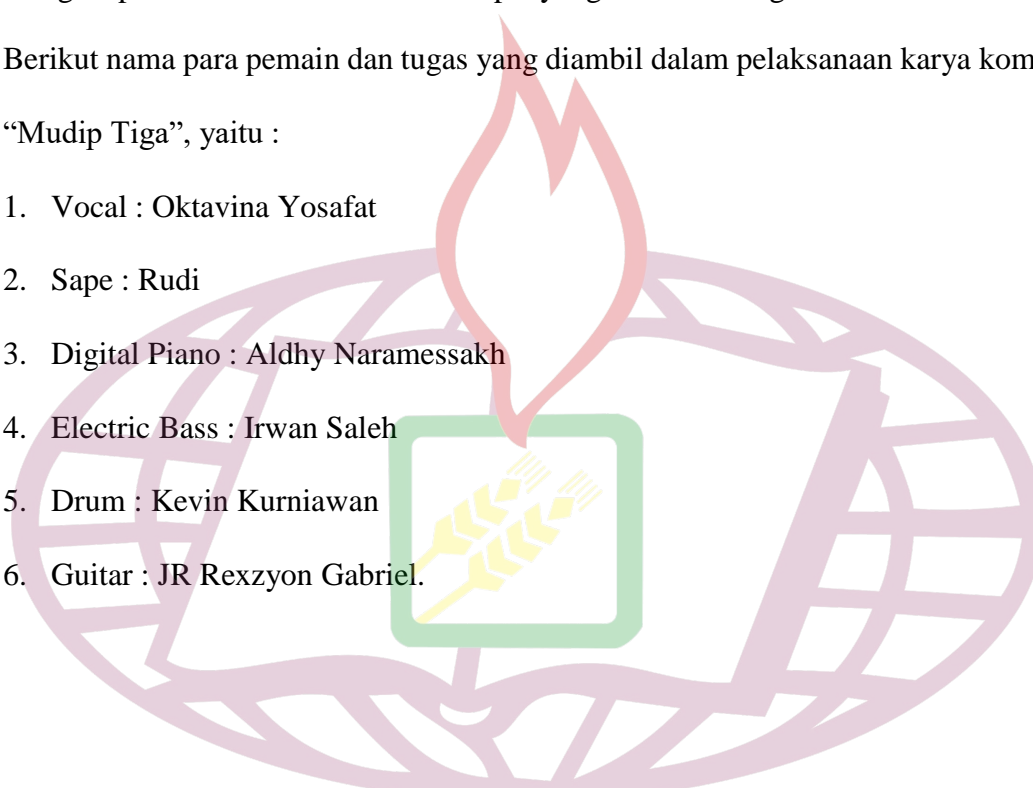 Berikut nama para pemain dan tugas yang diambil dalam pelaksanaan karya kom
“Mudip Tiga”, yaitu :
1. Vocal : Oktavina Yosafat
2. Sape : Rudi
3. Digital Piano : Aldhy Naramessakh
4. Electric Bass : Irwan Saleh
5. Drum : Kevin Kurniawan
6. Guitar : JR Rexzyon Gabriel.